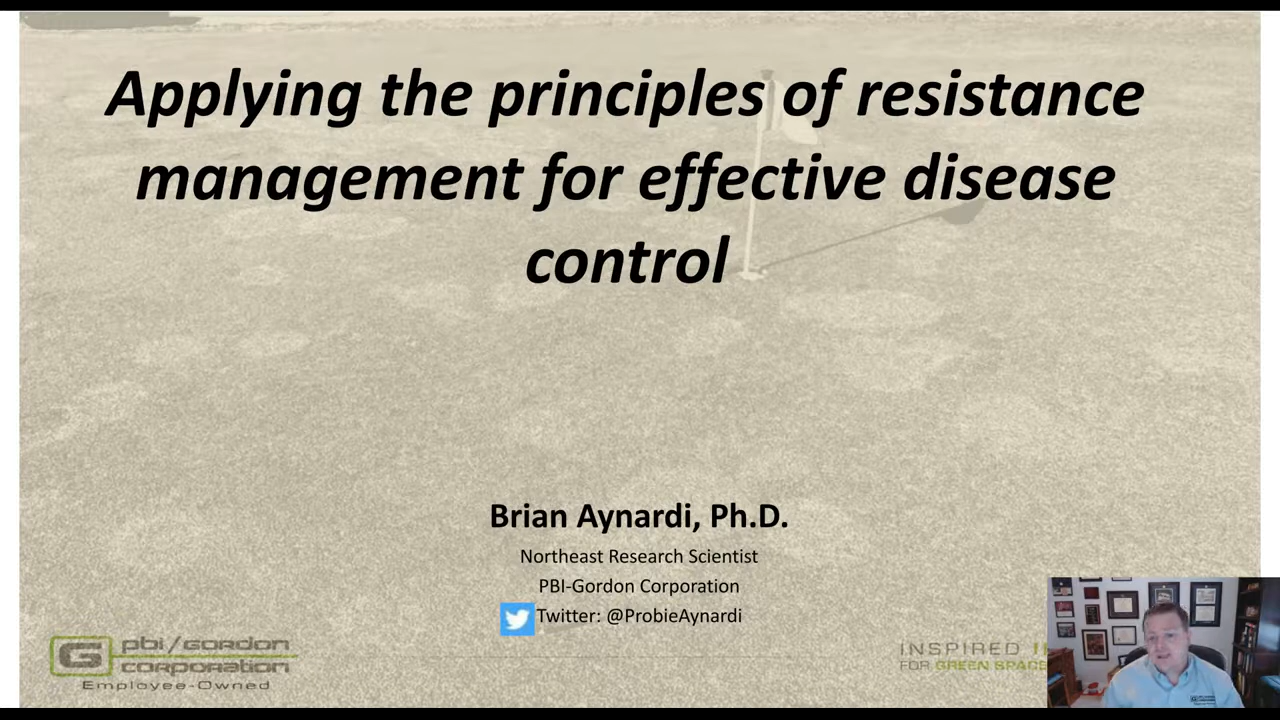 Applying the principles of resistance
management for effective disease
control
Brian Aynardi, Ph.D.
Northeast Research Scientist
PBI-Gordon Corporation
Twitter: @ProbieAynardi
G pbi/GORDON
CORPORATION
Employee-Owned
INSPIRED
FOR GREEN SPACE